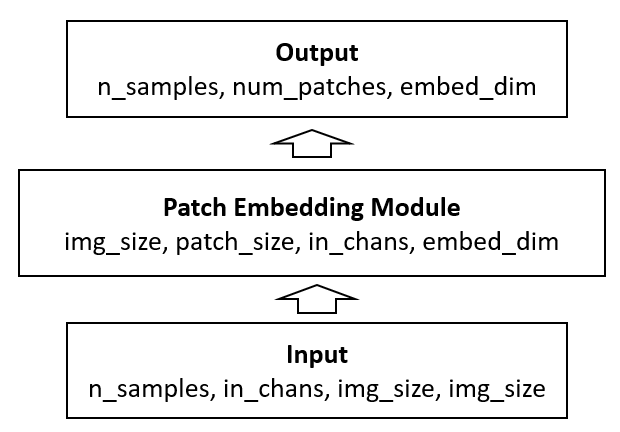 Output
n_samples, num_patches, embed_dim
Patch Embedding Module
img_size, patch_size, in_chans, embed_dim
Input
n_samples, in_chans, img_size, img_size